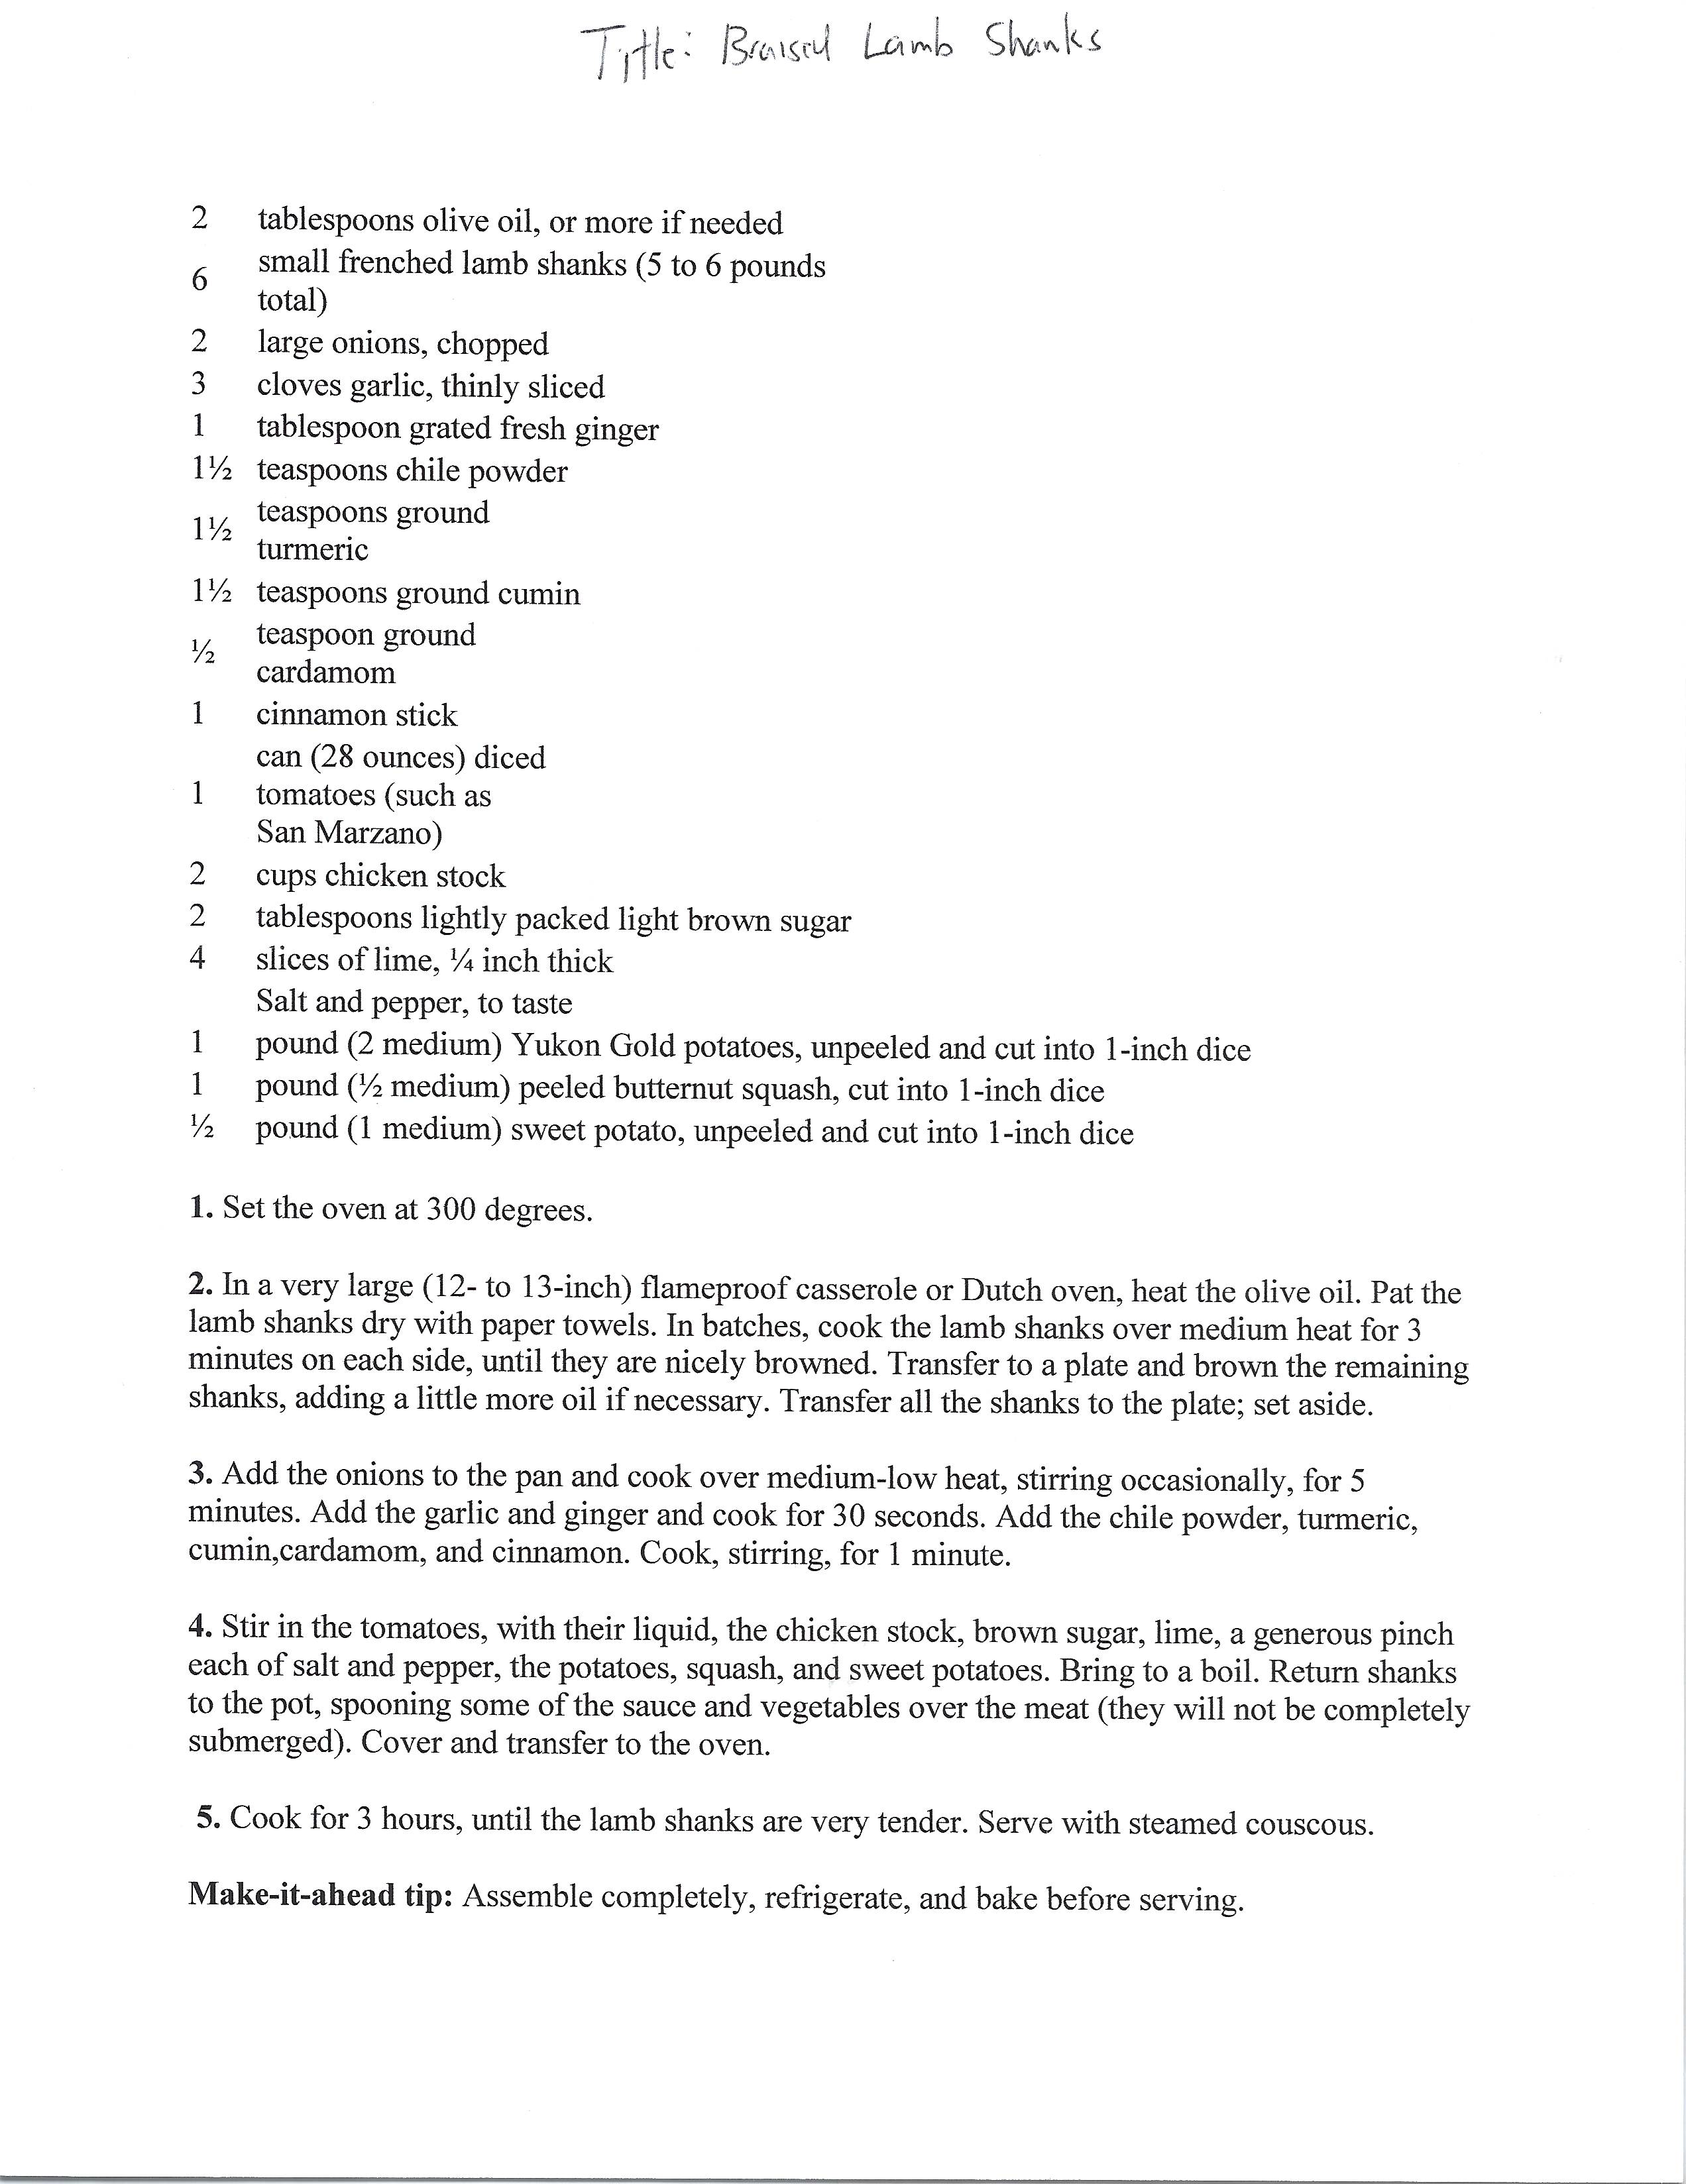 Title: Braised Lamb Shanks
2 tablespoons olive oil, or more if needed
6 small frenched lamb shanks (5 to 6 pounds
total)
2 large onions, chopped
3 cloves garlic, thinly sliced
1 tablespoon grated fresh ginger
1½ teaspoons chile powder
1½ teaspoons ground
turmeric
1½ teaspoons ground cumin
½ teaspoon ground
cardamom
1 cinnamon stick
can (28 ounces) diced
1 tomatoes (such as
San Marzano)
2 cups chicken stock
2 tablespoons lightly packed light brown sugar
4 slices of lime, ¼ inch thick
Salt and pepper, to taste
1 pound (2 medium) Yukon Gold potatoes, unpeeled and cut into 1-inch dice
1 pound (½ medium) peeled butternut squash, cut into 1-inch dice
½ pound (1 medium) sweet potato, unpeeled and cut into 1-inch dice
1. Set the oven at 300 degrees.
2. In a very large (12- to 13-inch) flameproof casserole or Dutch oven, heat the olive oil. Pat the
lamb shanks dry with paper towels. In batches, cook the lamb shanks over medium heat for 3
minutes on each side, until they are nicely browned. Transfer to a plate and brown the remaining
shanks, adding a little more oil if necessary. Transfer all the shanks to the plate; set aside.
3. Add the onions to the pan and cook over medium-low heat, stirring occasionally, for 5
minutes. Add the garlic and ginger and cook for 30 seconds. Add the chile powder, turmeric,
cumin,cardamom, and cinnamon. Cook, stirring, for 1 minute.
4. Stir in the tomatoes, with their liquid, the chicken stock, brown sugar, lime, a generous pinch
each of salt and pepper, the potatoes, squash, and sweet potatoes. Bring to a boil. Return shanks
to the pot, spooning some of the sauce and vegetables over the meat (they will not be completely
submerged). Cover and transfer to the oven.
5. Cook for 3 hours, until the lamb shanks are very tender. Serve with steamed couscous.
Make-it-ahead tip: Assemble completely, refrigerate, and bake before serving.